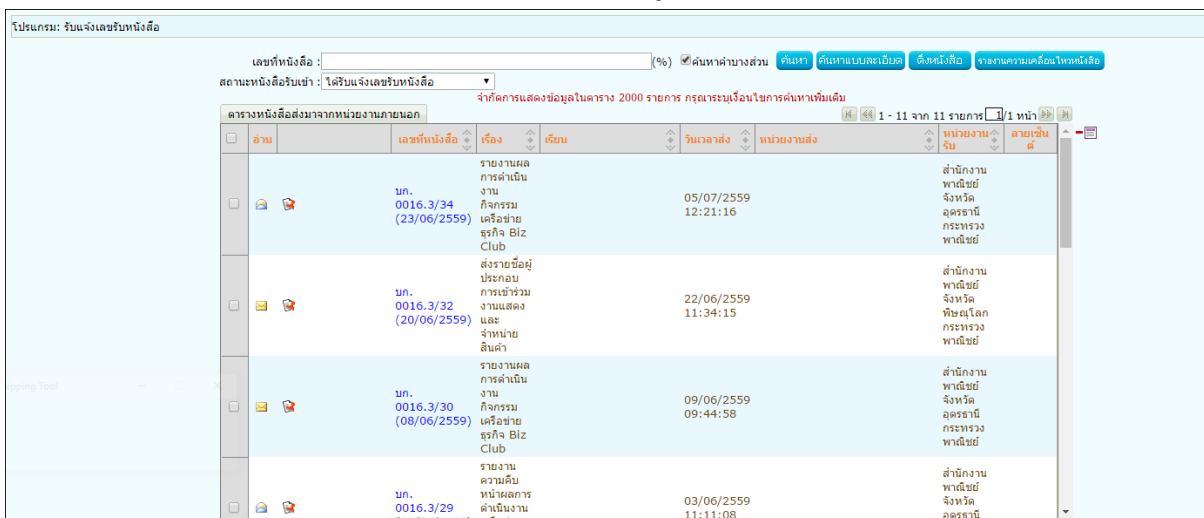 โปรแกรม: รับแจ้งเลขรับหนังสือ
เลขที่หนังสือ : (%) ค้นหาคำบางส่วน ค้นหา ค้นหาแบบละเอียด ดึงหนังสือ รายงานความเคลื่อนไหวหนังสือ
สถานะหนังสือรับเข้า : ได้รับแจ้งเลขรับหนังสือ
จำกัดการแสดงข้อมูลในตาราง 2000 รายการ กรุณาระบุเงื่อนไขการค้นหาเพิ่มเติม
ตารางหนังสือส่งมาจากหน่วยงานภายนอก 1 - 11 จาก 11 รายการ 1/1 หน้า
อ่าน เลขที่หนังสือ เรื่อง เรียน วันเวลาส่ง หน่วยงานส่ง หน่วยงาน
รับ
ลายเซ็น
ต์
บก.
0016.3/34
(23/06/2559)
รายงานผล
การดำเนิน
งาน
กิจกรรม
เครือข่าย
ธุรกิจ Biz
Club
05/07/2559
12:21:16
สำนักงาน
พาณิชย์
จังหวัด
อุดรธานี
กระทรวง
พาณิชย์
บก.
0016.3/32
(20/06/2559)
ส่งรายชื่อผู้
ประกอบ
การเข้าร่วม
งานแสดง
และ
จำหน่าย
สินค้า
22/06/2559
11:34:15
สำนักงาน
พาณิชย์
จังหวัด
พิษณุโลก
กระทรวง
พาณิชย์
บก.
0016.3/30
(08/06/2559)
รายงานผล
การดำเนิน
งาน
กิจกรรม
เครือข่าย
ธุรกิจ Biz
Club
09/06/2559
09:44:58
สำนักงาน
พาณิชย์
จังหวัด
อุดรธานี
กระทรวง
พาณิชย์
บก.
0016.3/29
รายงาน
ความคืบ
หน้าผลการ
ดำเนินงาน
03/06/2559
11:11:08
สำนักงาน
พาณิชย์
จังหวัด
อุดรธานี